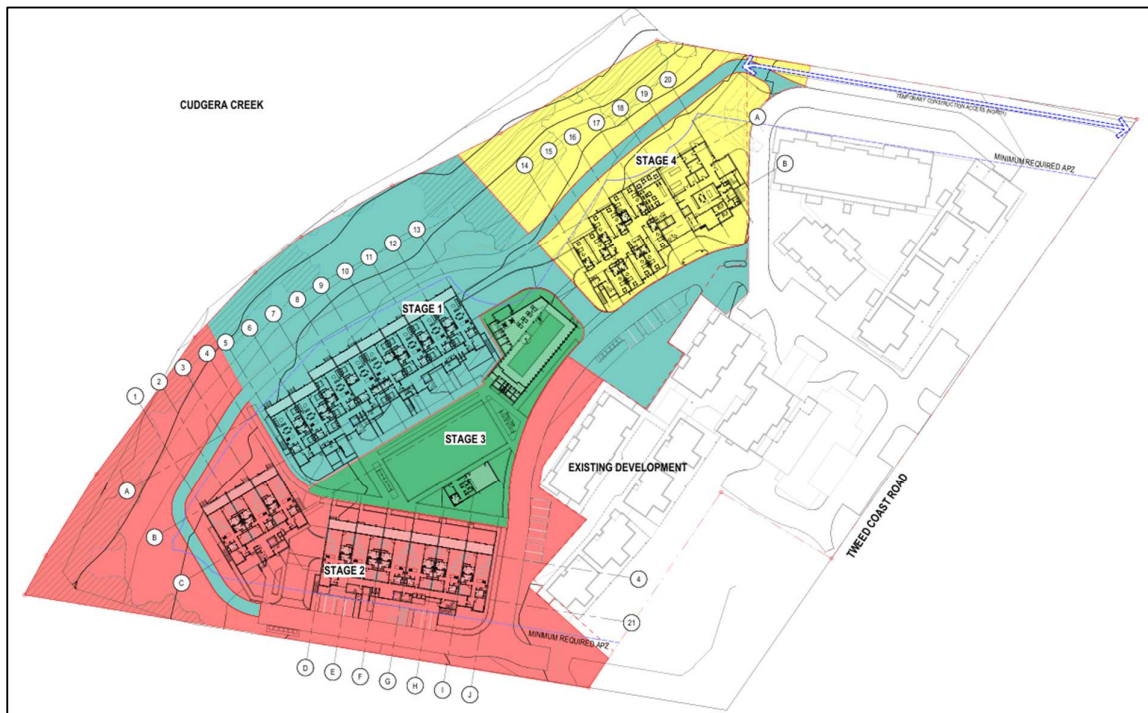 CUDGERA CREEK
20
19
18
17
16
15
14
A
B
TEMPORARY CONSTRUCTION ACCESS (NORTH)
MINIMUM REQUIRED APZ
STAGE 4
13
12
11
10
9
8
7
6
5
4
3
2
1
STAGE 1
STAGE 3
EXISTING DEVELOPMENT
TWEED COAST ROAD
A
B
C
STAGE 2
4
21
MINIMUM REQUIRED APZ
D
E
F
G
H
I
J